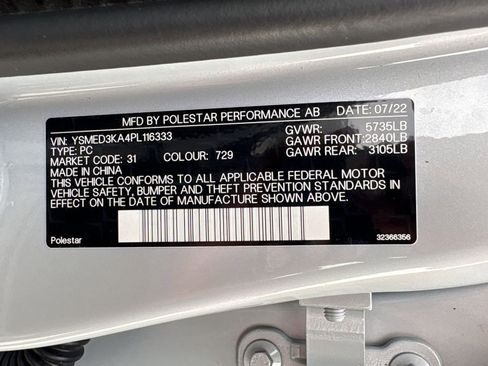 MFD BY POLESTAR PERFORMANCE AB DATE: 07/22
VIN: YSMED3KA4PL116333 GVWR: 5735LB
TYPE: PC GAWR FRONT: 2840LB
MARKET CODE: 31 COLOUR: 729 GAWR REAR: 3105LB
MADE IN CHINA
THIS VEHICLE CONFORMS TO ALL APPLICABLE FEDERAL MOTOR
VEHICLE SAFETY, BUMPER AND THEFT PREVENTION STANDARDS IN
EFFECT ON THE DATE OF MANUFACTURE SHOWN ABOVE.
Polestar 32366356